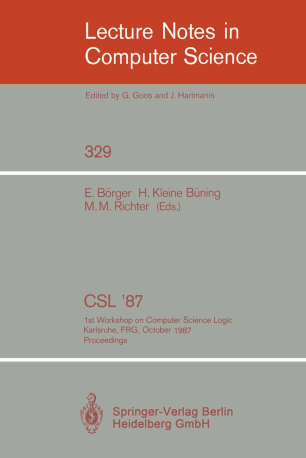 Lecture Notes in
Computer Science
Edited by G. Goos and J. Hartmanis
329
E. Börger H. Kleine Büning
M. M. Richter (Eds.)
CSL '87
1st Workshop on Computer Science Logic
Karlsruhe, FRG, October 1987
Proceedings
Springer-Verlag Berlin
Heidelberg GmbH